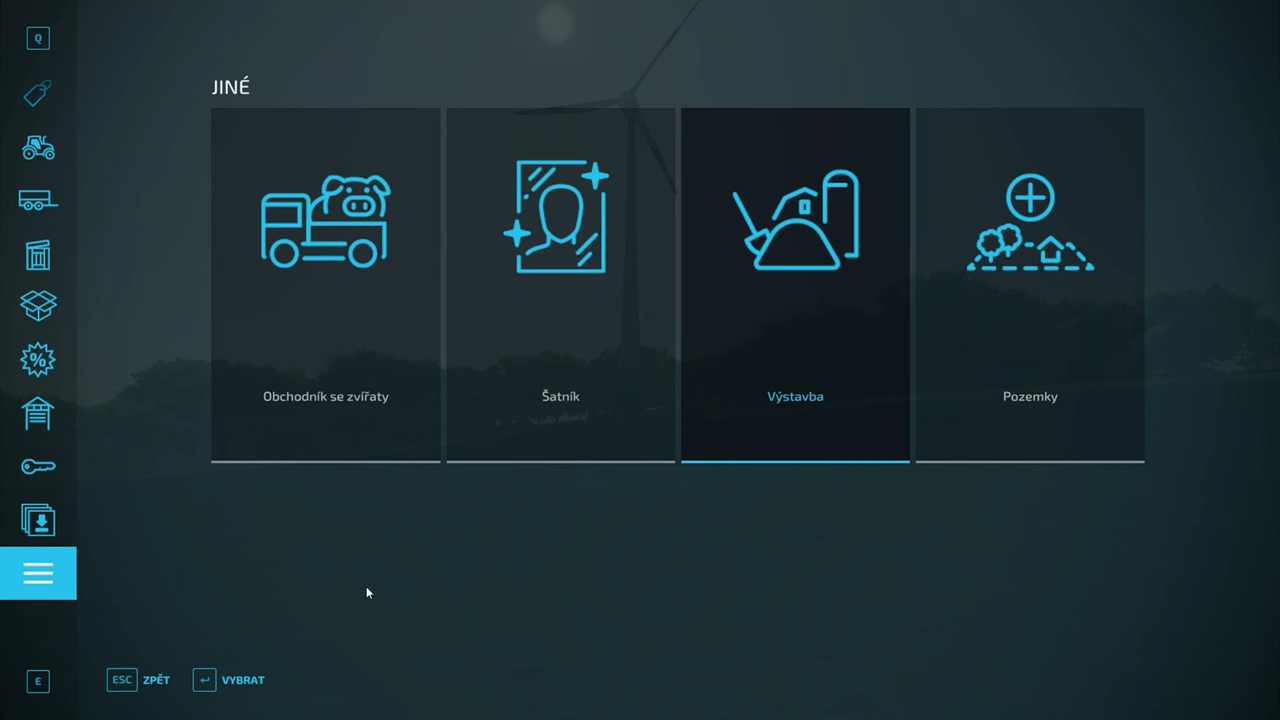 Q
JINÉ
Obchodník se zvířaty
Šatník
Výstavba
Pozemky
%
E
ESC ZPĚT
↵ VYBRAT